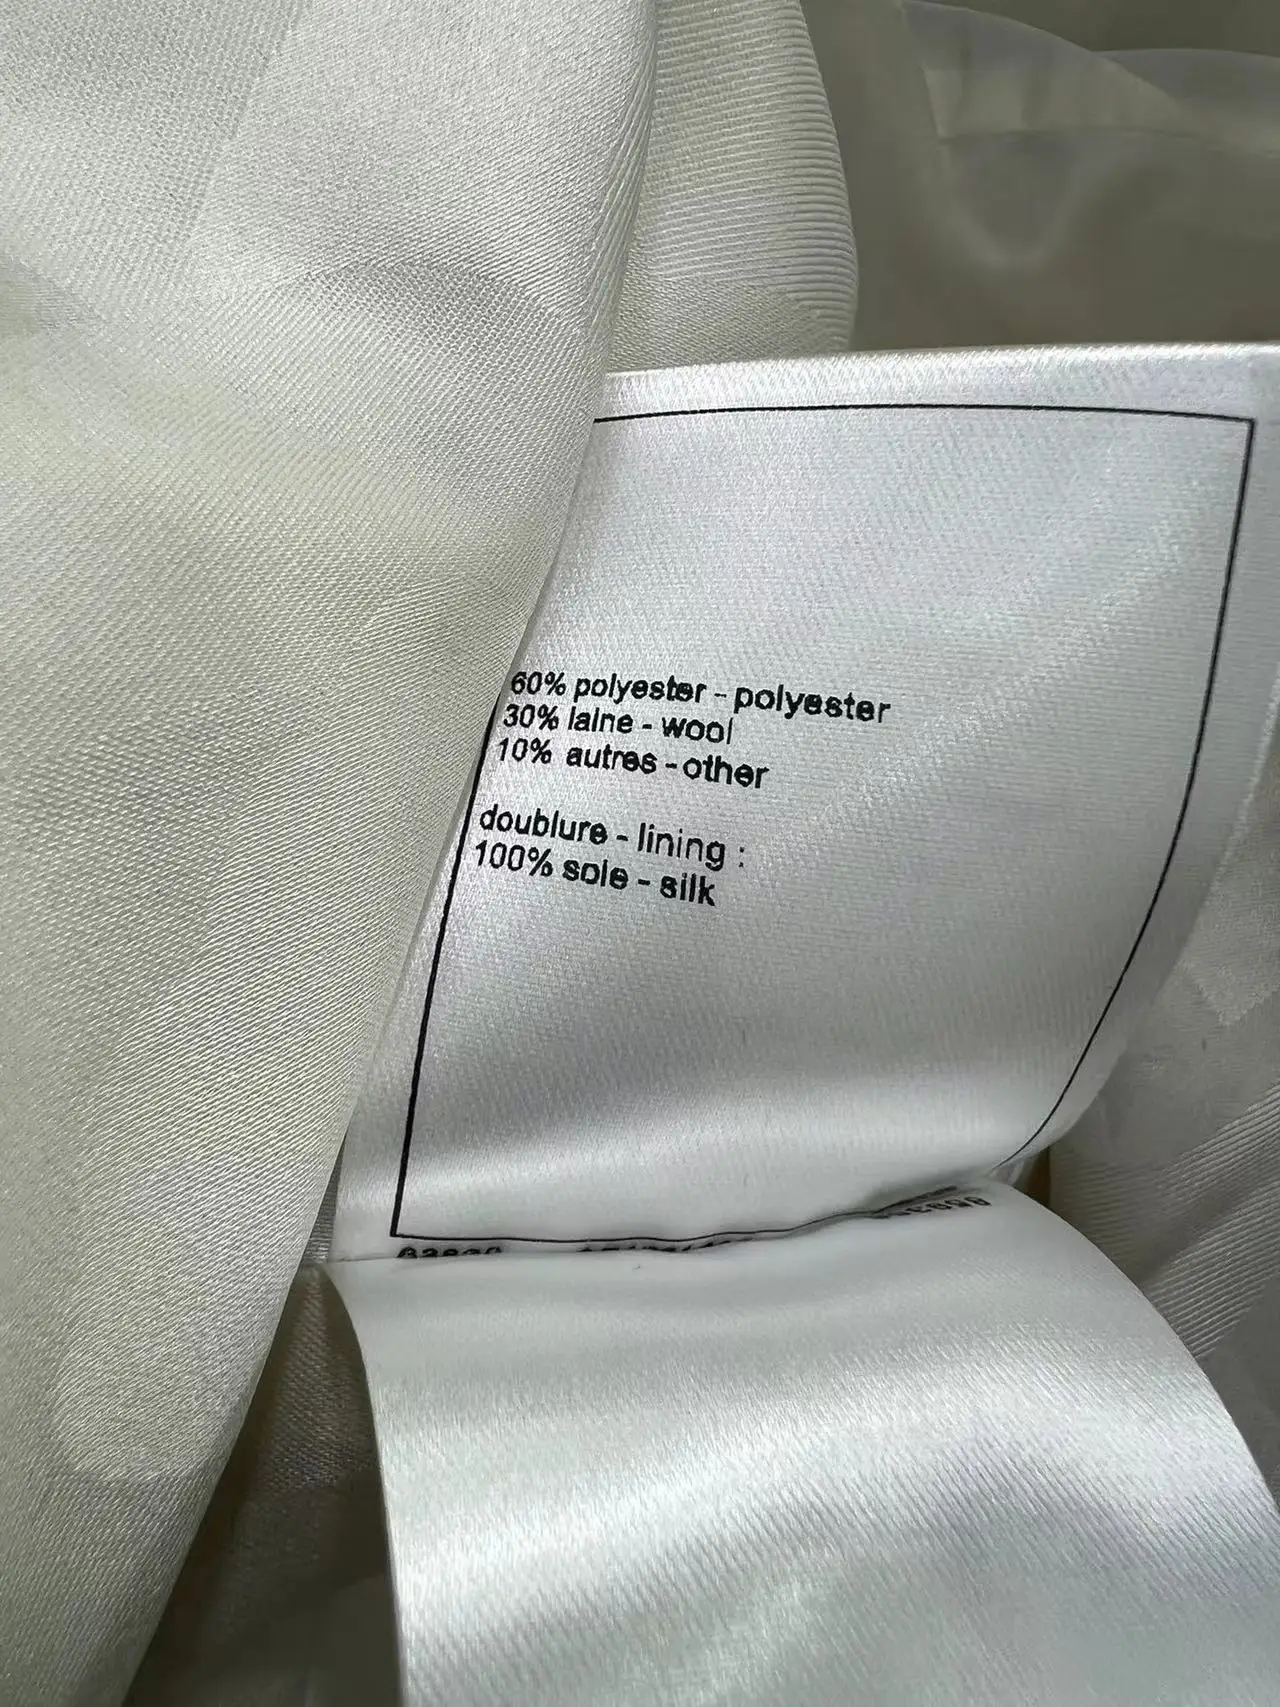 60% polyester - polyester
30% laine - wool
10% autres - other
doublure - lining :
100% soie - silk